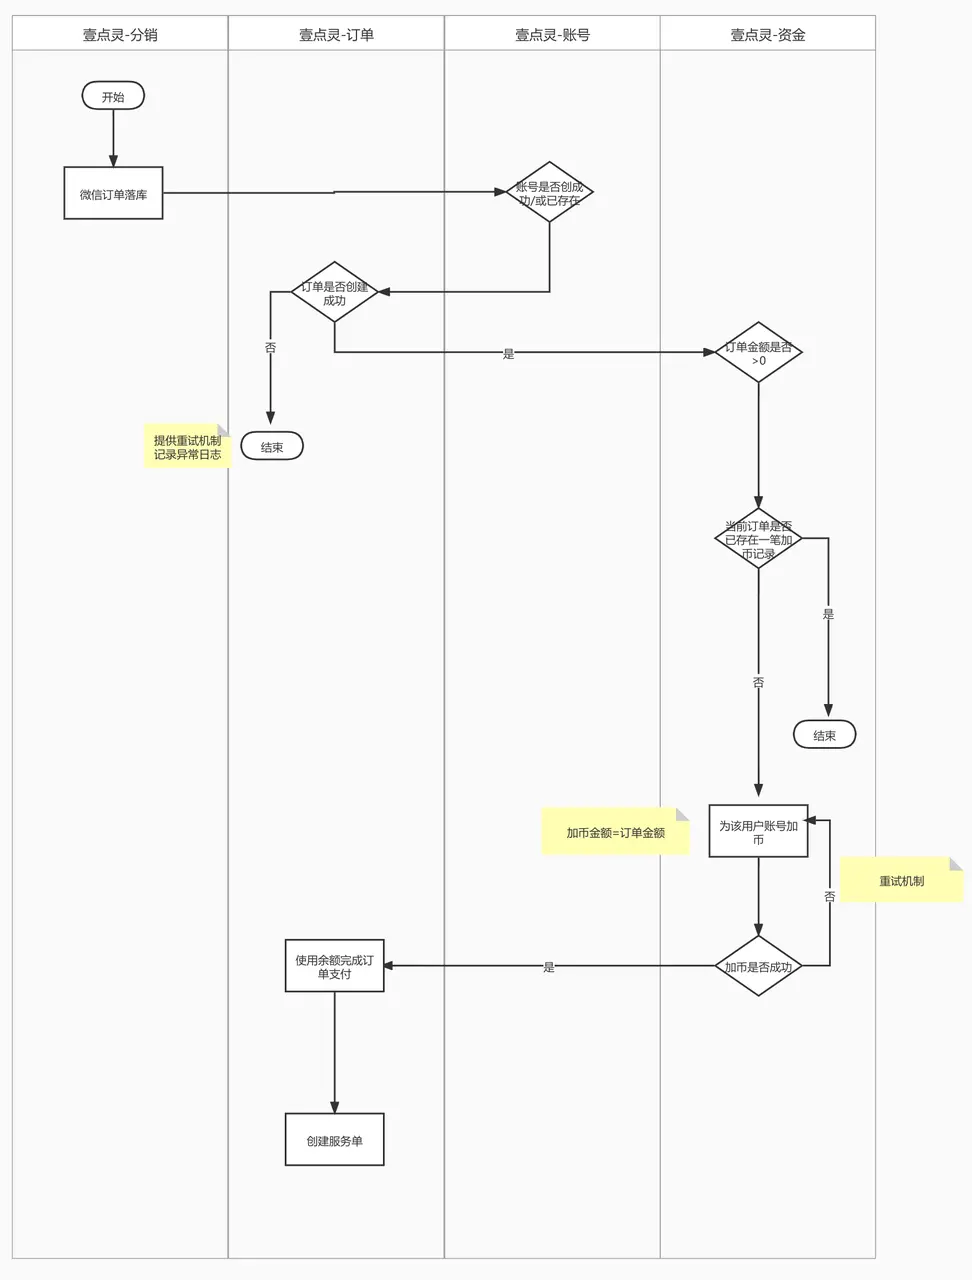 壹点灵-分销
壹点灵-订单
壹点灵-账号
壹点灵-资金
开始
微信订单落库
账号是否创成
功/或已存在
订单是否创建
成功
否
是
订单金额是否
>0
提供重试机制
记录异常日志
结束
当前订单是否
已存在一笔加
币记录
是
否
结束
加币金额=订单金额
为该用户账号加
币
重试机制
否
使用余额完成订
单支付
是
加币是否成功
创建服务单